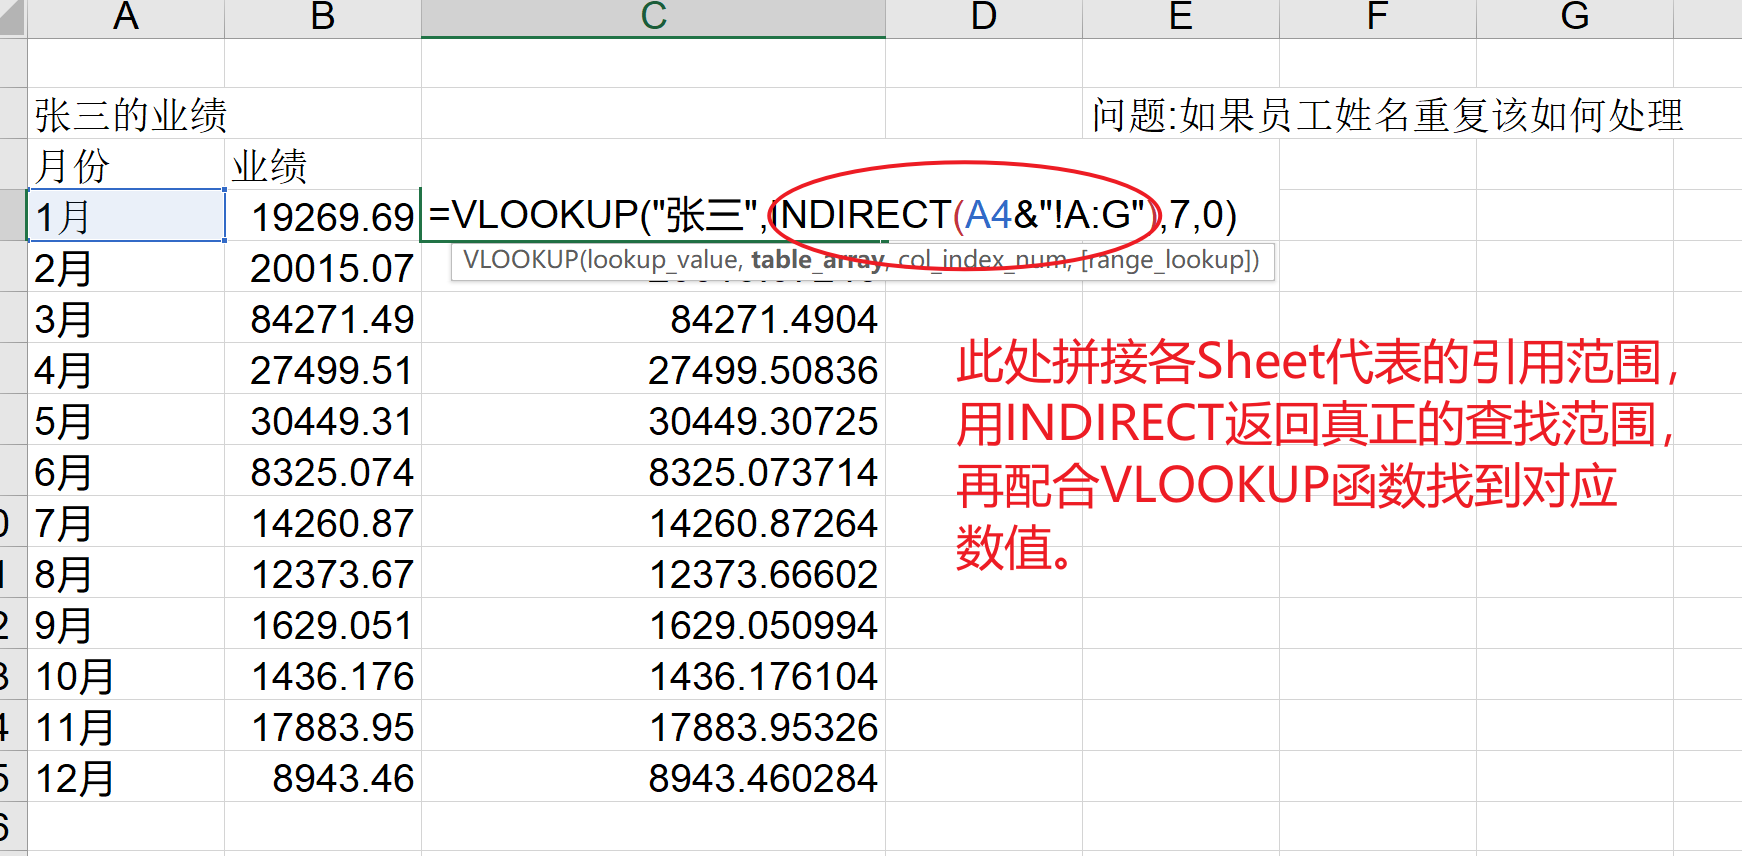 A B C D E F G
张三的业绩 问题:如果员工姓名重复该如何处理
月份 业绩
1月 19269.69 =VLOOKUP("张三",INDIRECT(A4&"!A:G"),7,0)
VLOOKUP(lookup_value, table_array, col_index_num, [range_lookup])
2月 20015.07
3月 84271.49 84271.4904
4月 27499.51 27499.50836
5月 30449.31 30449.30725
6月 8325.074 8325.073714
7月 14260.87 14260.87264
8月 12373.67 12373.66602
9月 1629.051 1629.050994
10月 1436.176 1436.176104
11月 17883.95 17883.95326
12月 8943.46 8943.460284
此处拼接各Sheet代表的引用范围，
用INDIRECT返回真正的查找范围，
再配合VLOOKUP函数找到对应
数值。